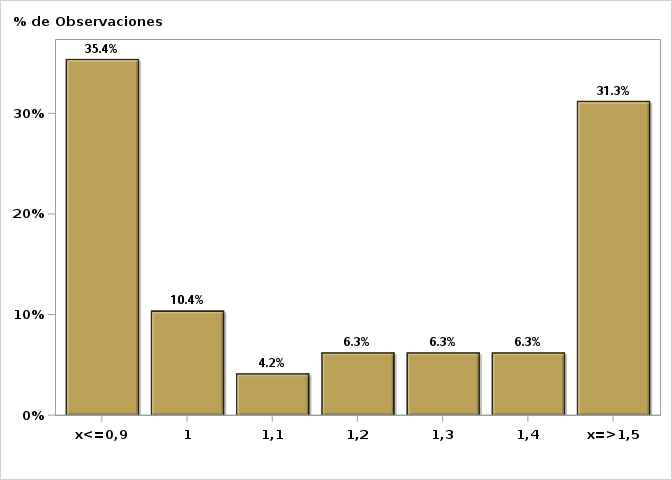 % de Observaciones
35.4%
31.3%
30%
20%
10.4%
10%
6.3% 6.3% 6.3%
4.2%
0%
x<=0,9 1 1,1 1,2 1,3 1,4 x=>1,5